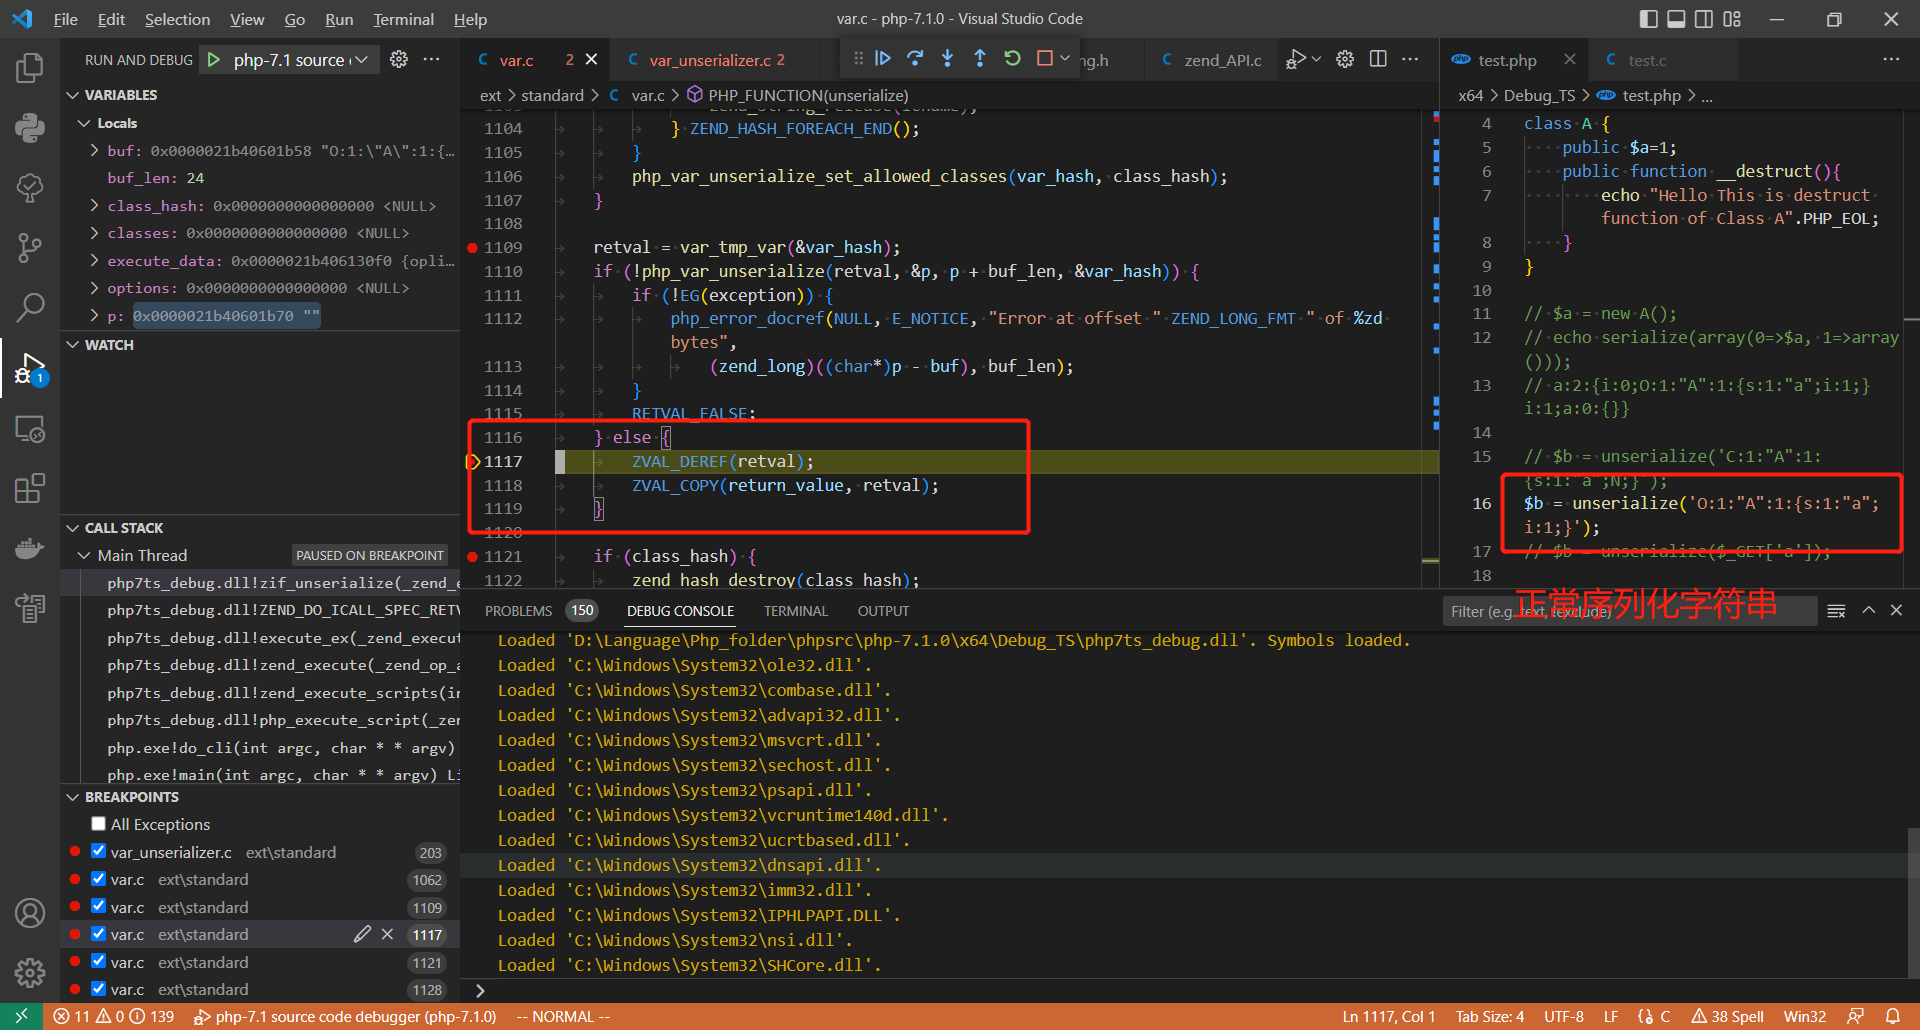 File Edit Selection View Go Run Terminal Help
var.c - php-7.1.0 - Visual Studio Code
RUN AND DEBUG php-7.1 source (
VARIABLES
Locals
buf: 0x0000021b40601b58 "O:1:\"A\":1:{…
buf_len: 24
class_hash: 0x0000000000000000 <NULL>
classes: 0x0000000000000000 <NULL>
execute_data: 0x0000021b406130f0 {opli…
options: 0x0000000000000000 <NULL>
p: 0x0000021b40601b70 ""
WATCH
CALL STACK
Main Thread PAUSED ON BREAKPOINT
php7ts_debug.dll!zif_unserialize(_zend_e
php7ts_debug.dll!ZEND_DO_ICALL_SPEC_RETV
php7ts_debug.dll!execute_ex(_zend_execut
php7ts_debug.dll!zend_execute(_zend_op_a
php7ts_debug.dll!zend_execute_scripts(in
php7ts_debug.dll!php_execute_script(_zen
php.exe!do_cli(int argc, char * * argv)
php.exe!main(int argc, char * * argv) Li
BREAKPOINTS
All Exceptions
var_unserializer.c ext\standard 203
var.c ext\standard 1062
var.c ext\standard 1109
var.c ext\standard 1117
var.c ext\standard 1121
var.c ext\standard 1128
var.c 2
var_unserializer.c 2
ng.h
zend_API.c
ext > standard > C var.c > PHP_FUNCTION(unserialize)
1104 } ZEND_HASH_FOREACH_END();
1105 }
1106 php_var_unserialize_set_allowed_classes(var_hash, class_hash);
1107 }
1108
1109 retval = var_tmp_var(&var_hash);
1110 if (!php_var_unserialize(retval, &p, p + buf_len, &var_hash)) {
1111 if (!EG(exception)) {
1112 php_error_docref(NULL, E_NOTICE, "Error at offset " ZEND_LONG_FMT " of %zd
bytes",
1113 (zend_long)((char*)p - buf), buf_len);
1114 }
1115 RETVAL_FALSE;
1116 } else {
1117 ZVAL_DEREF(retval);
1118 ZVAL_COPY(return_value, retval);
1119 }
1120
1121 if (class_hash) {
1122 zend_hash_destroy(class_hash);
test.php
test.c
x64 > Debug_TS > test.php > ...
4 class A {
5 public $a=1;
6 public function __destruct(){
7 echo "Hello This is destruct
function of Class A".PHP_EOL;
8 }
9 }
10
11 // $a = new A();
12 // echo serialize(array(0=>$a, 1=>array
()));
13 // a:2:{i:0;O:1:"A":1:{s:1:"a";i:1;}
i:1;a:0:{}}
14
15 // $b = unserialize('C:1:"A":1:
{s:1:"a";N;}');
16 $b = unserialize('O:1:"A":1:{s:1:"a";
i:1;}');
17 // $b = unserialize($_GET['a']);
18
正常序列化字符串
PROBLEMS 150 DEBUG CONSOLE TERMINAL OUTPUT
Filter (e.g. text, !exclude)
Loaded 'D:\Language\Php_folder\phpsrc\php-7.1.0\x64\Debug_TS\php7ts_debug.dll'. Symbols loaded.
Loaded 'C:\Windows\System32\ole32.dll'.
Loaded 'C:\Windows\System32\combase.dll'.
Loaded 'C:\Windows\System32\advapi32.dll'.
Loaded 'C:\Windows\System32\msvcrt.dll'.
Loaded 'C:\Windows\System32\sechost.dll'.
Loaded 'C:\Windows\System32\psapi.dll'.
Loaded 'C:\Windows\System32\vcruntime140d.dll'.
Loaded 'C:\Windows\System32\ucrtbased.dll'.
Loaded 'C:\Windows\System32\dnsapi.dll'.
Loaded 'C:\Windows\System32\imm32.dll'.
Loaded 'C:\Windows\System32\IPHLPAPI.DLL'.
Loaded 'C:\Windows\System32\nsi.dll'.
Loaded 'C:\Windows\System32\SHCore.dll'.
11 0 139 php-7.1 source code debugger (php-7.1.0) -- NORMAL -- Ln 1117, Col 1 Tab Size: 4 UTF-8 LF C 38 Spell Win32